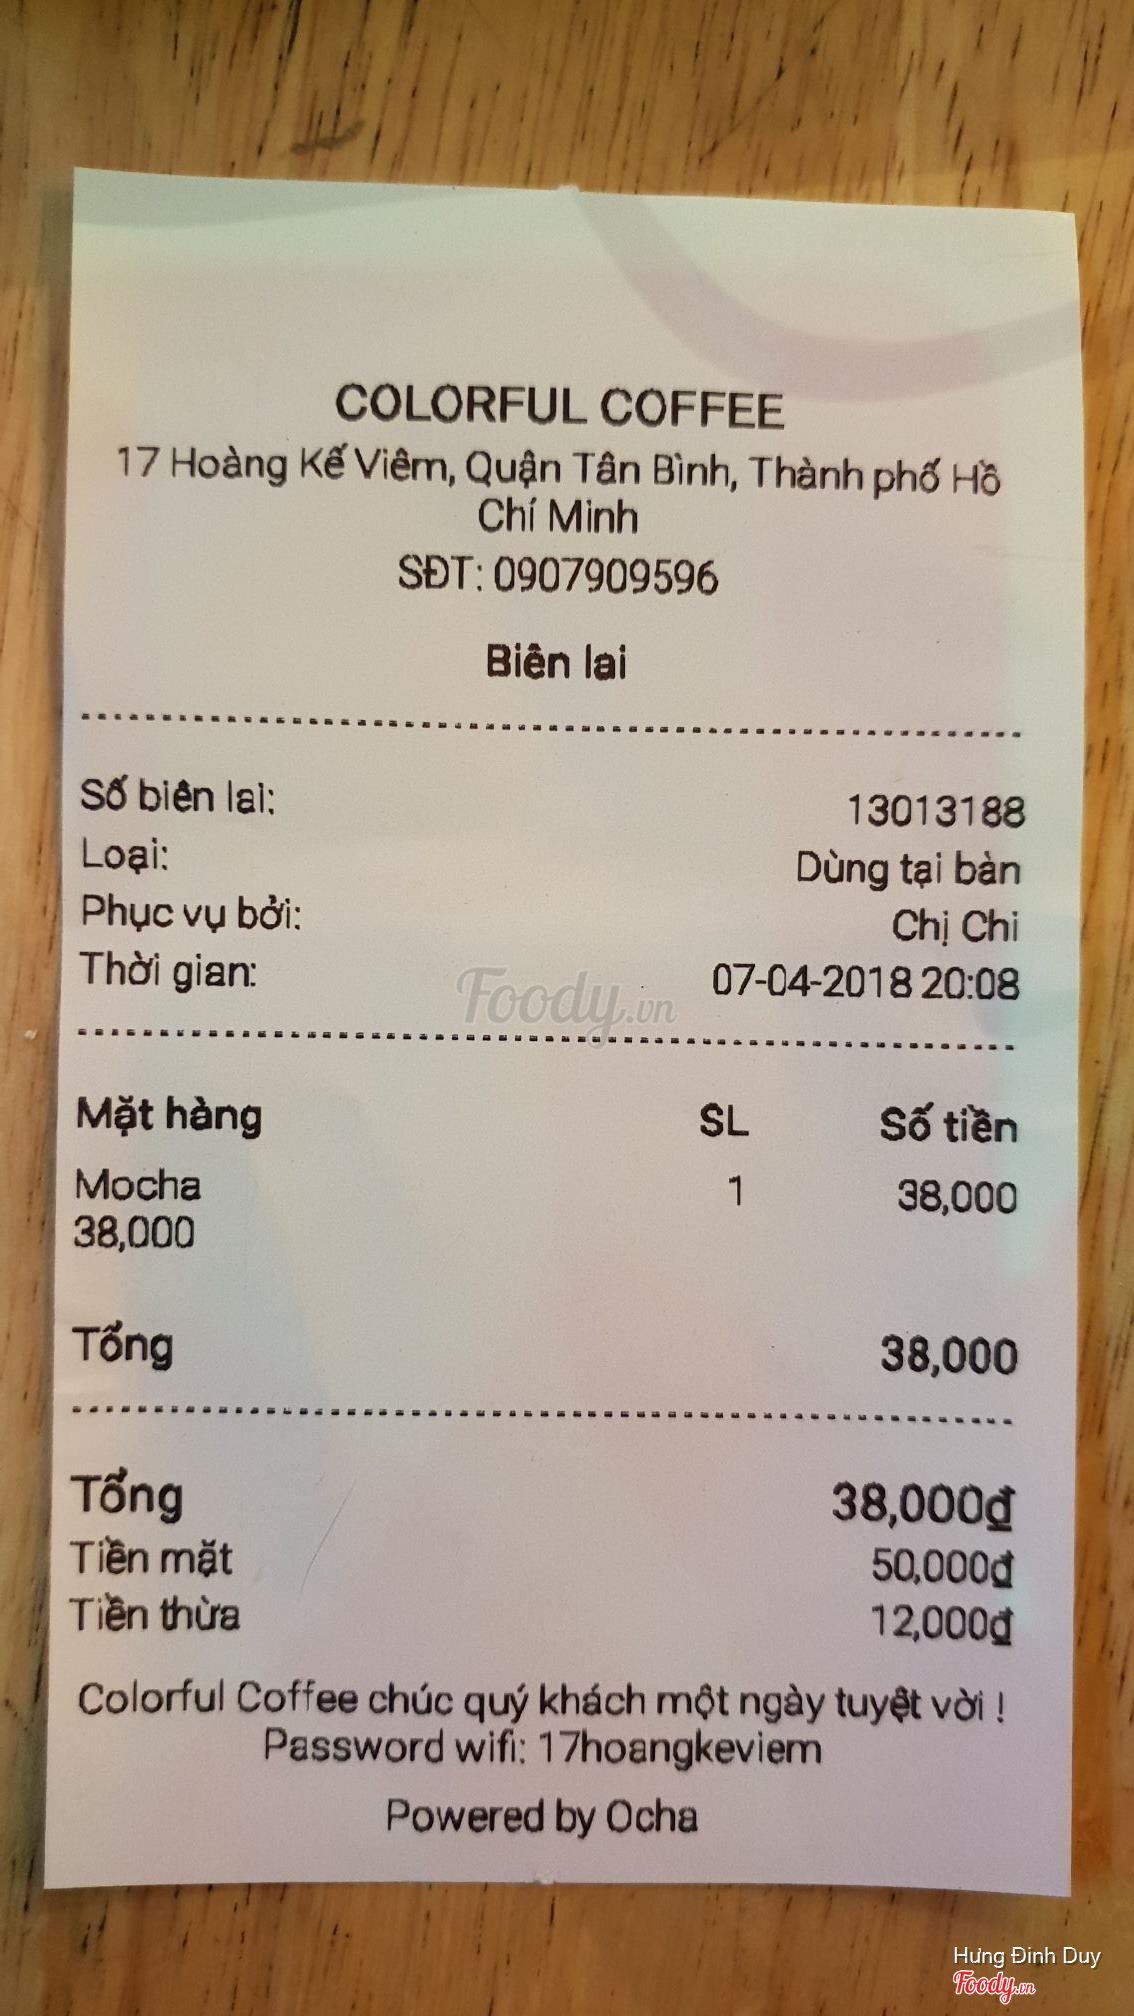 COLORFUL COFFEE
17 Hoàng Kế Viêm, Quận Tân Bình, Thành phố Hồ
Chí Minh
SĐT: 0907909596
Biên lai
Số biên lai: 13013188
Loại: Dùng tại bàn
Phục vụ bởi: Chị Chi
Thời gian: 07-04-2018 20:08
Foody.vn
Mặt hàng SL Số tiền
Mocha 1 38,000
38,000
Tổng 38,000
Tổng 38,000đ
Tiền mặt 50,000đ
Tiền thừa 12,000đ
Colorful Coffee chúc quý khách một ngày tuyệt vời !
Password wifi: 17hoangkeviem
Powered by Ocha
Hưng Đinh Duy
Foody.vn